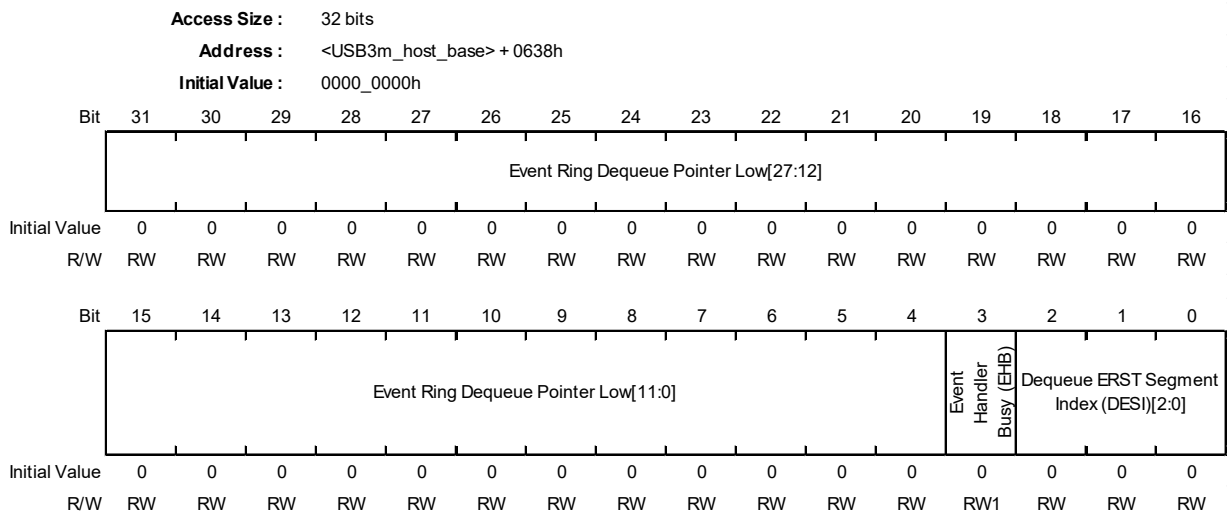 Access Size : 32 bits
Address : <USB3m_host_base> + 0638h
Initial Value : 0000_0000h
Bit 31 30 29 28 27 26 25 24 23 22 21 20 19 18 17 16
Event Ring Dequeue Pointer Low[27:12]
Initial Value 0 0 0 0 0 0 0 0 0 0 0 0 0 0 0 0
R/W RW RW RW RW RW RW RW RW RW RW RW RW RW RW RW RW
Bit 15 14 13 12 11 10 9 8 7 6 5 4 3 2 1 0
Event Ring Dequeue Pointer Low[11:0]
Event
Handler
Busy (EHB)
Dequeue ERST Segment
Index (DESI)[2:0]
Initial Value 0 0 0 0 0 0 0 0 0 0 0 0 0 0 0 0
R/W RW RW RW RW RW RW RW RW RW RW RW RW RW1 RW RW RW